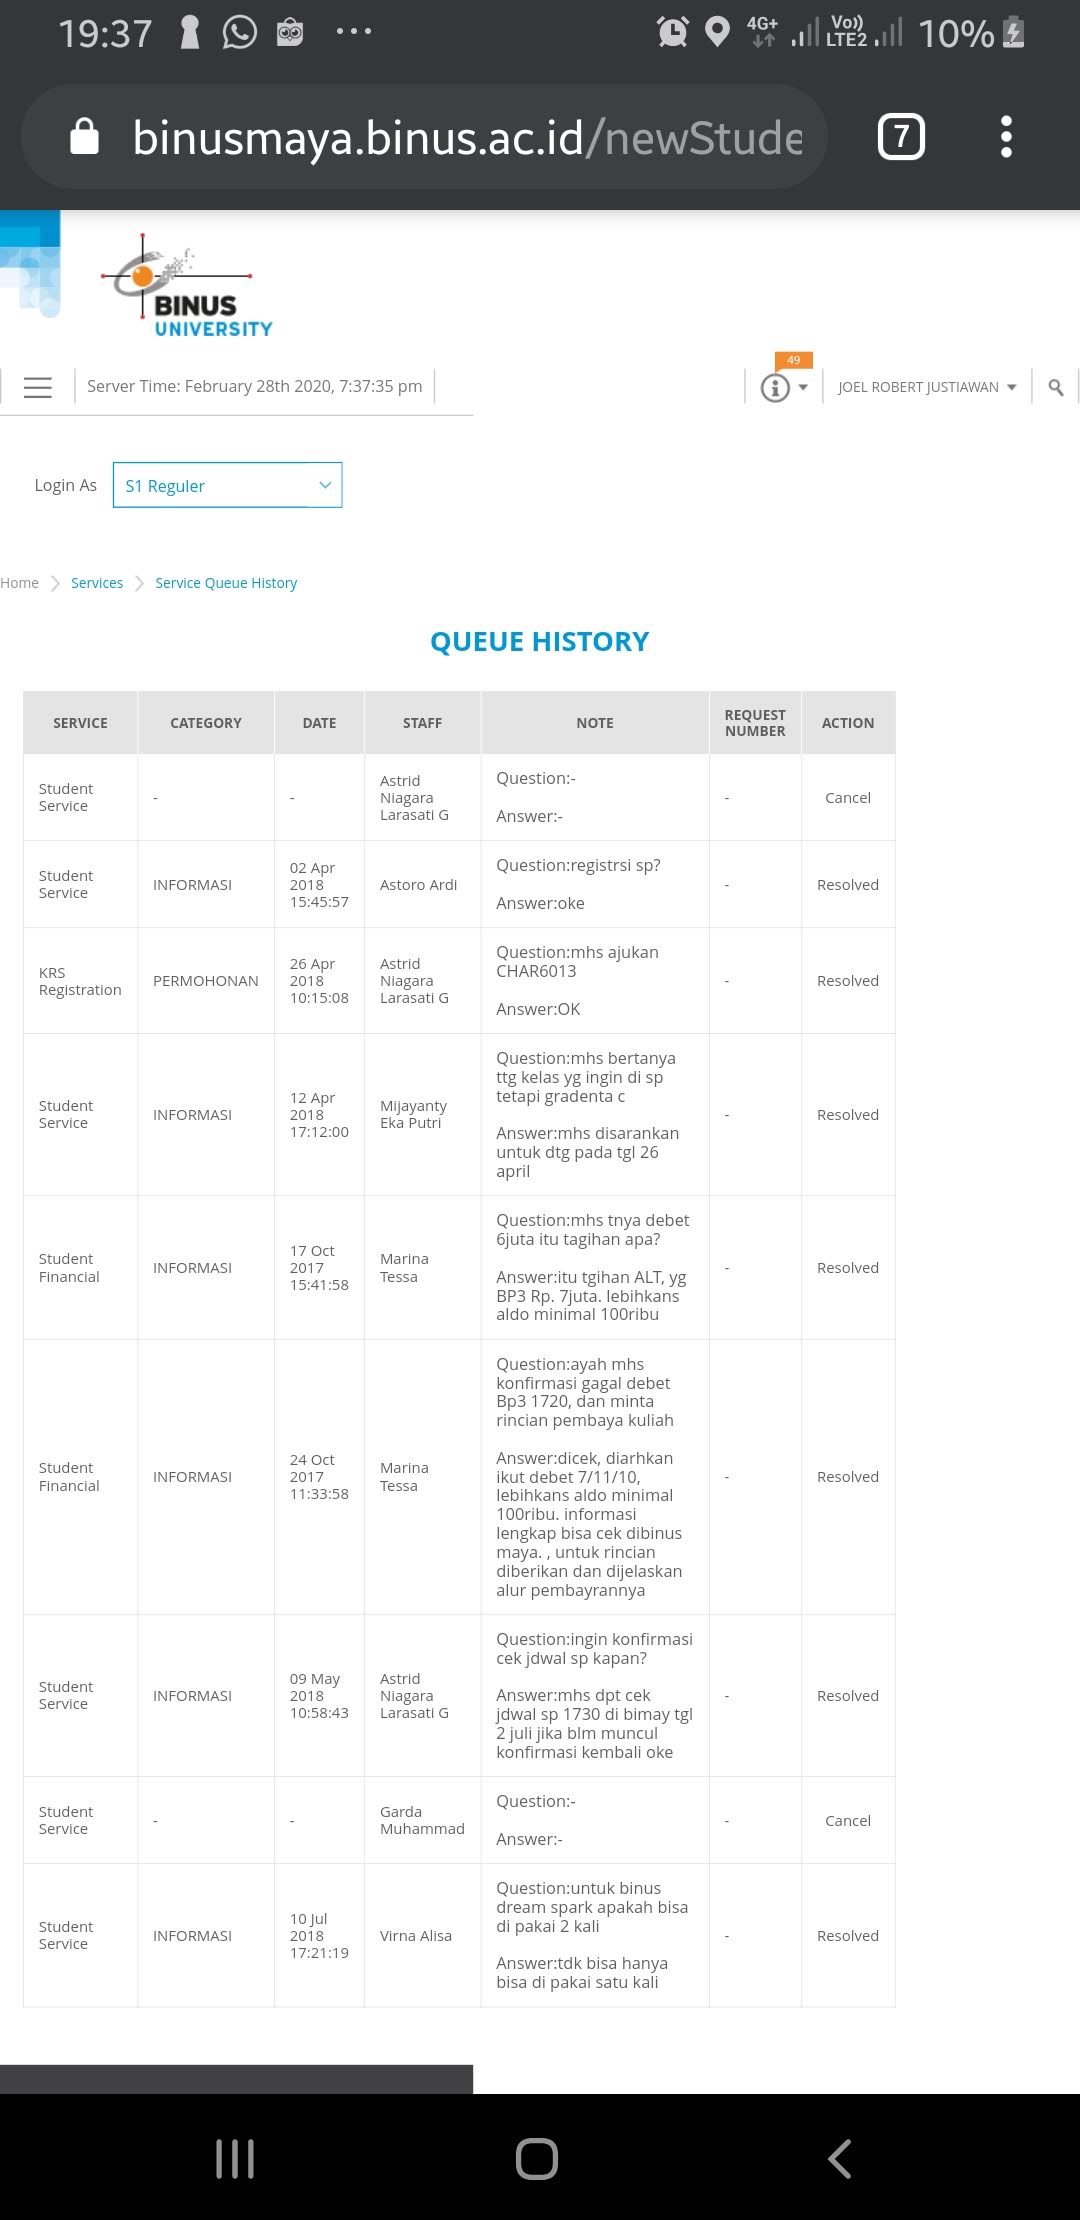 19:37
4G+
Vo))
LTE2
10%
binusmaya.binus.ac.id/newStude
7
BINUS
UNIVERSITY
Server Time: February 28th 2020, 7:37:35 pm
49
JOEL ROBERT JUSTIAWAN
Login As
S1 Reguler
Home
Services
Service Queue History
QUEUE HISTORY
SERVICE
CATEGORY
DATE
STAFF
NOTE
REQUEST
NUMBER
ACTION
Student
Service
-
-
Astrid
Niagara
Larasati G
Question:-
Answer:-
-
Cancel
Student
Service
INFORMASI
02 Apr
2018
15:45:57
Astoro Ardi
Question:registrsi sp?
Answer:oke
-
Resolved
KRS
Registration
PERMOHONAN
26 Apr
2018
10:15:08
Astrid
Niagara
Larasati G
Question:mhs ajukan
CHAR6013
Answer:OK
-
Resolved
Student
Service
INFORMASI
12 Apr
2018
17:12:00
Mijayanty
Eka Putri
Question:mhs bertanya
ttg kelas yg ingin di sp
tetapi gradenta c
Answer:mhs disarankan
untuk dtg pada tgl 26
april
-
Resolved
Student
Financial
INFORMASI
17 Oct
2017
15:41:58
Marina
Tessa
Question:mhs tnya debet
6juta itu tagihan apa?
Answer:itu tgihan ALT, yg
BP3 Rp. 7juta. lebihkans
aldo minimal 100ribu
-
Resolved
Student
Financial
INFORMASI
24 Oct
2017
11:33:58
Marina
Tessa
Question:ayah mhs
konfirmasi gagal debet
Bp3 1720, dan minta
rincian pembaya kuliah
Answer:dicek, diarhkan
ikut debet 7/11/10,
lebihkans aldo minimal
100ribu. informasi
lengkap bisa cek dibinus
maya. , untuk rincian
diberikan dan dijelaskan
alur pembayrannya
-
Resolved
Student
Service
INFORMASI
09 May
2018
10:58:43
Astrid
Niagara
Larasati G
Question:ingin konfirmasi
cek jdwal sp kapan?
Answer:mhs dpt cek
jdwal sp 1730 di bimay tgl
2 juli jika blm muncul
konfirmasi kembali oke
-
Resolved
Student
Service
-
-
Garda
Muhammad
Question:-
Answer:-
-
Cancel
Student
Service
INFORMASI
10 Jul
2018
17:21:19
Virna Alisa
Question:untuk binus
dream spark apakah bisa
di pakai 2 kali
Answer:tdk bisa hanya
bisa di pakai satu kali
-
Resolved